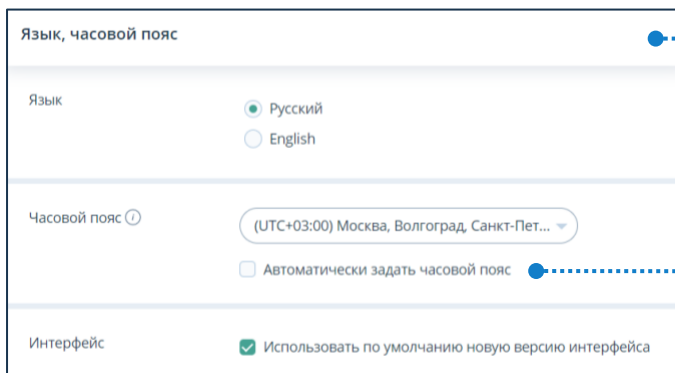 Язык, часовой пояс
Язык
Русский
English
Часовой пояс
(UTC+03:00) Москва, Волгоград, Санкт-Пет...
Автоматически задать часовой пояс
Интерфейс
Использовать по умолчанию новую версию интерфейса